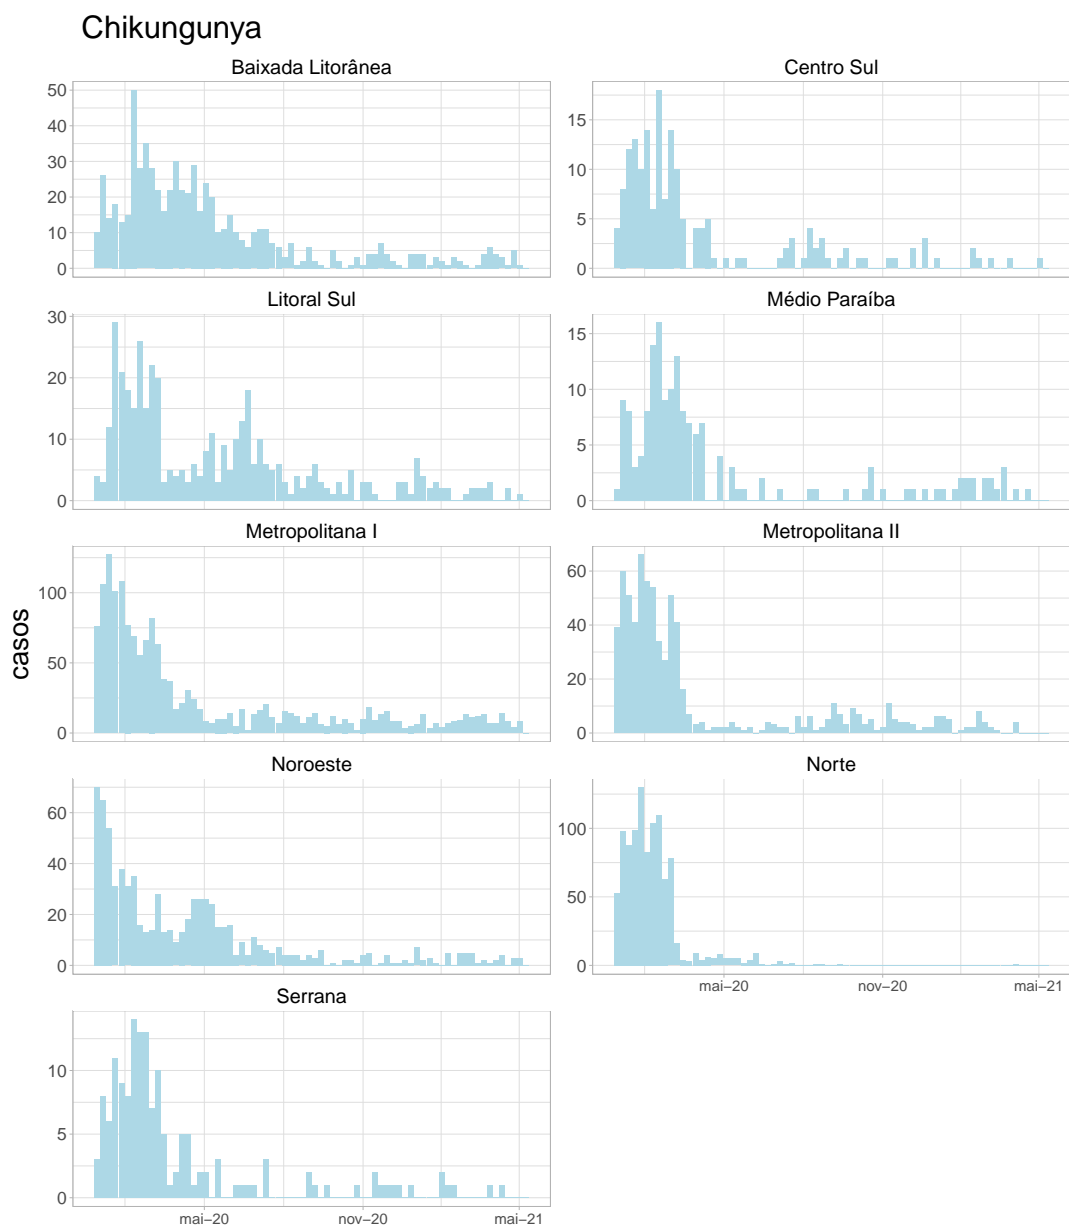 Chikungunya
Baixada Litorânea
50
40
30
20
10
0
Centro Sul
15
10
5
0
Litoral Sul
30
20
10
0
Médio Paraíba
15
10
5
0
casos
Metropolitana I
100
50
0
Metropolitana II
60
40
20
0
Noroeste
60
40
20
0
Norte
100
50
0
mai–20 nov–20 mai–21
Serrana
10
5
0
mai–20 nov–20 mai–21